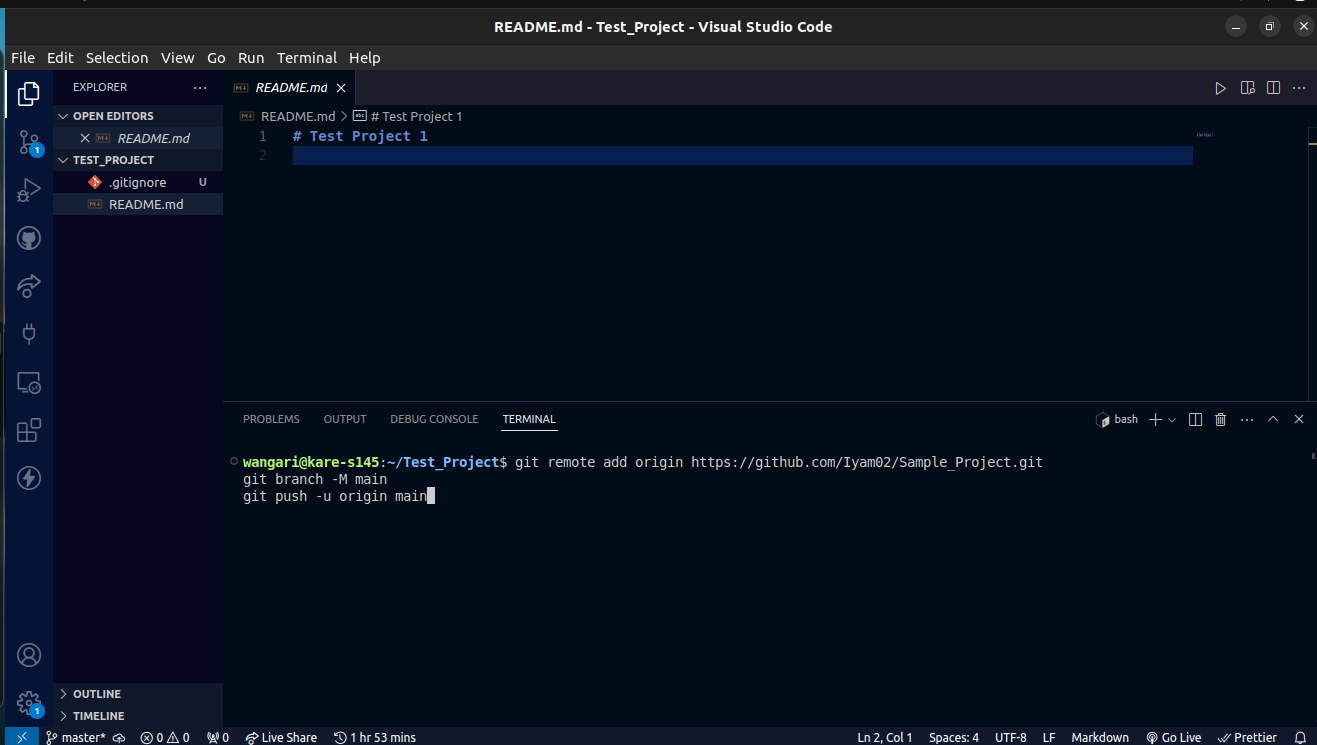 README.md - Test_Project - Visual Studio Code
File Edit Selection View Go Run Terminal Help
EXPLORER
README.md
OPEN EDITORS
README.md
TEST_PROJECT
.gitignore U
README.md
README.md > # Test Project 1
1 # Test Project 1
2
PROBLEMS OUTPUT DEBUG CONSOLE TERMINAL
bash
wangari@kare-s145:~/Test_Project$ git remote add origin https://github.com/Iyam02/Sample_Project.git
git branch -M main
git push -u origin main
1
1
OUTLINE
TIMELINE
master* 0 0 0 Live Share 1 hr 53 mins Ln 2, Col 1 Spaces: 4 UTF-8 LF Markdown Go Live Prettier